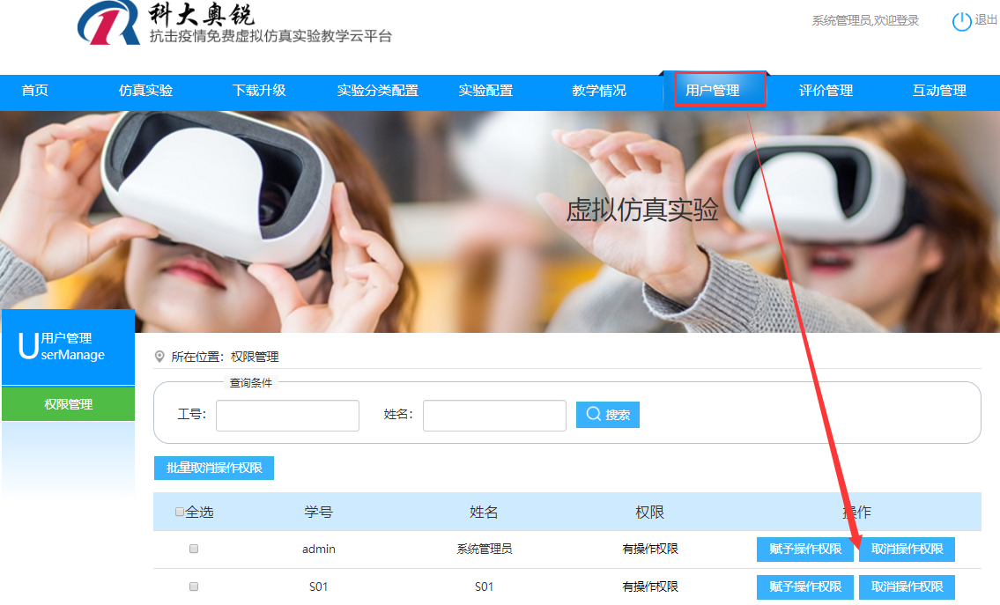 科大奥锐
抗击疫情免费虚拟仿真实验教学云平台
系统管理员,欢迎登录 退出
首页 仿真实验 下载升级 实验分类配置 实验配置 教学情况 用户管理 评价管理 互动管理
虚拟仿真实验
用户管理
UserManage
权限管理
所在位置：权限管理
查询条件
工号： 姓名： 搜索
批量取消操作权限
全选 学号 姓名 权限 操作
admin 系统管理员 有操作权限 赋予操作权限 取消操作权限
S01 S01 有操作权限 赋予操作权限 取消操作权限